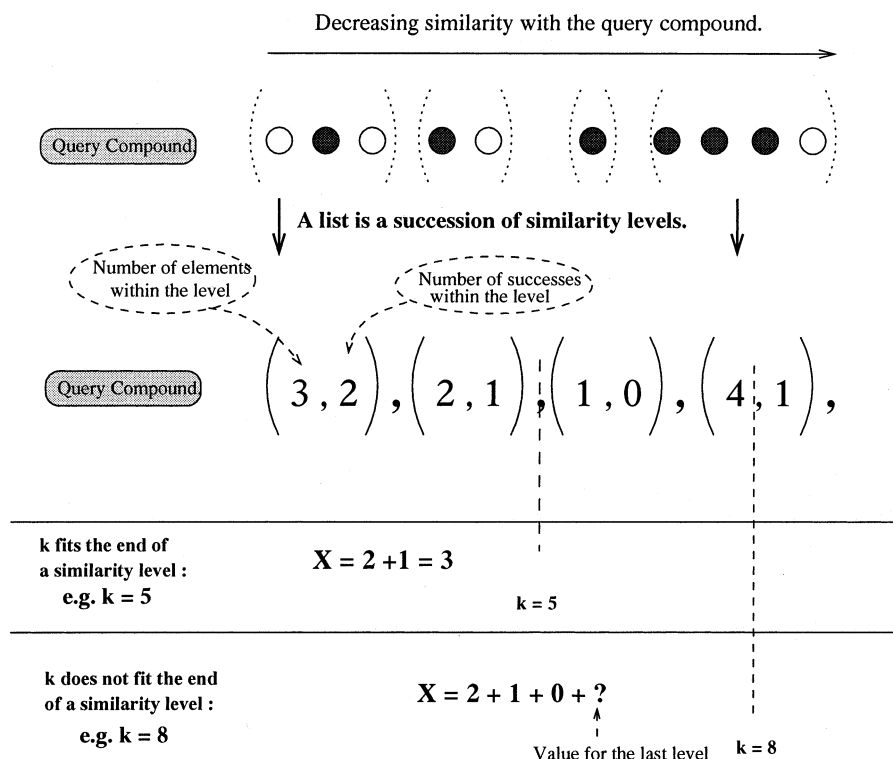 Decreasing similarity with the query compound.
Query Compound.
A list is a succession of similarity levels.
Number of elements
within the level
Number of successes
within the level
Query Compound.
(3 , 2), (2 , 1), (1 , 0), (4 , 1),
k fits the end of
a similarity level :
e.g. k = 5
X = 2 +1 = 3
k = 5
k does not fit the end
of a similarity level :
e.g. k = 8
X = 2 + 1 + 0 + ?
Value for the last level
k = 8